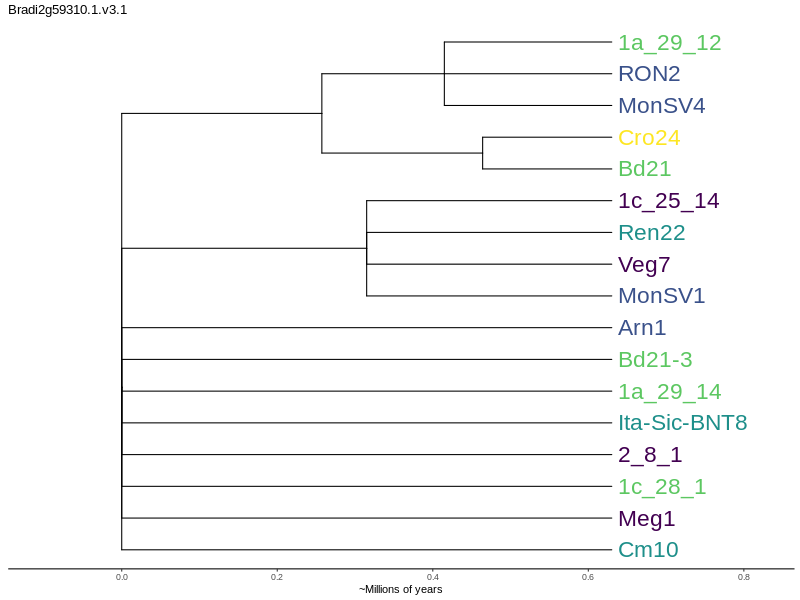 Bradi2g59310.1.v3.1
1a_29_12
RON2
MonSV4
Cro24
Bd21
1c_25_14
Ren22
Veg7
MonSV1
Arn1
Bd21-3
1a_29_14
Ita-Sic-BNT8
2_8_1
1c_28_1
Meg1
Cm10
0.0 0.2 0.4 0.6 0.8
~Millions of years